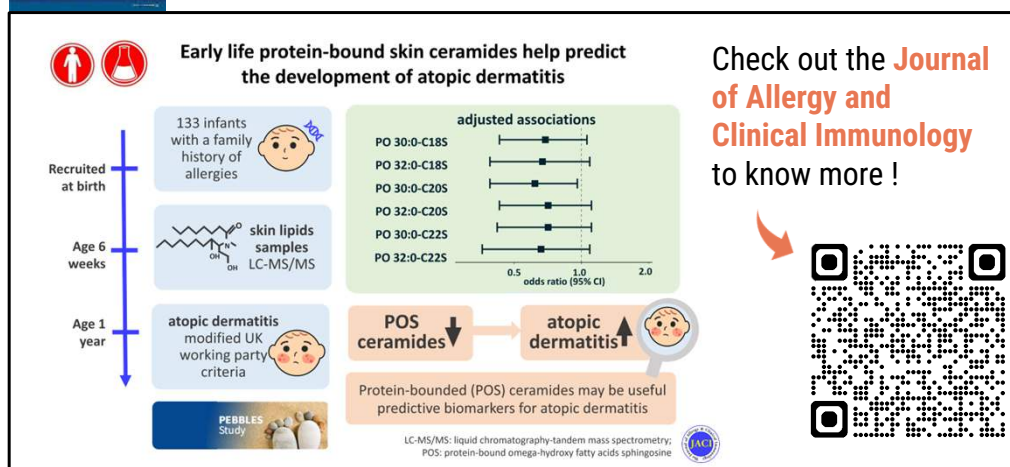 Early life protein-bound skin ceramides help predict
the development of atopic dermatitis
Recruited
at birth
Age 6
weeks
Age 1
year
133 infants
with a family
history of
allergies
OH
N
O
OH
skin lipids
samples
LC-MS/MS
atopic dermatitis
modified UK
working party
criteria
PEBBLES
Study
adjusted associations
PO 30:0-C18S
PO 32:0-C18S
PO 30:0-C20S
PO 32:0-C20S
PO 30:0-C22S
PO 32:0-C22S
0.5 1.0 2.0
odds ratio (95% CI)
POS
ceramides
atopic
dermatitis
Protein-bounded (POS) ceramides may be useful
predictive biomarkers for atopic dermatitis
LC-MS/MS: liquid chromatography-tandem mass spectrometry;
POS: protein-bound omega-hydroxy fatty acids sphingosine
JACI
Check out the Journal
of Allergy and
Clinical Immunology
to know more !